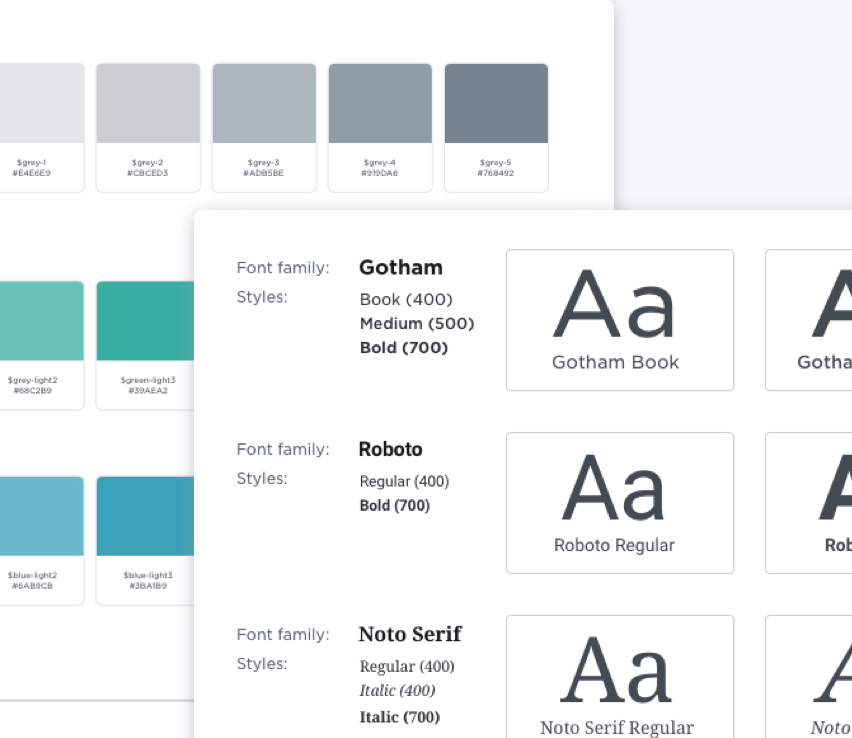 $grey-1
#E4E6E9
$grey-2
#CBCED3
$grey-3
#ADB5BE
$grey-4
#919DA6
$grey-5
#768492
$grey-light2
#68C2B9
$green-light3
#39AEA2
$blue-light2
#6AB9CB
$blue-light3
#3BA1B9
Font family: Gotham
Styles: Book (400)
Medium (500)
Bold (700)
Aa
Gotham Book
A
Gotha
Font family: Roboto
Styles: Regular (400)
Bold (700)
Aa
Roboto Regular
A
Rob
Font family: Noto Serif
Styles: Regular (400)
Italic (400)
Italic (700)
Aa
Noto Serif Regular
A
Noto